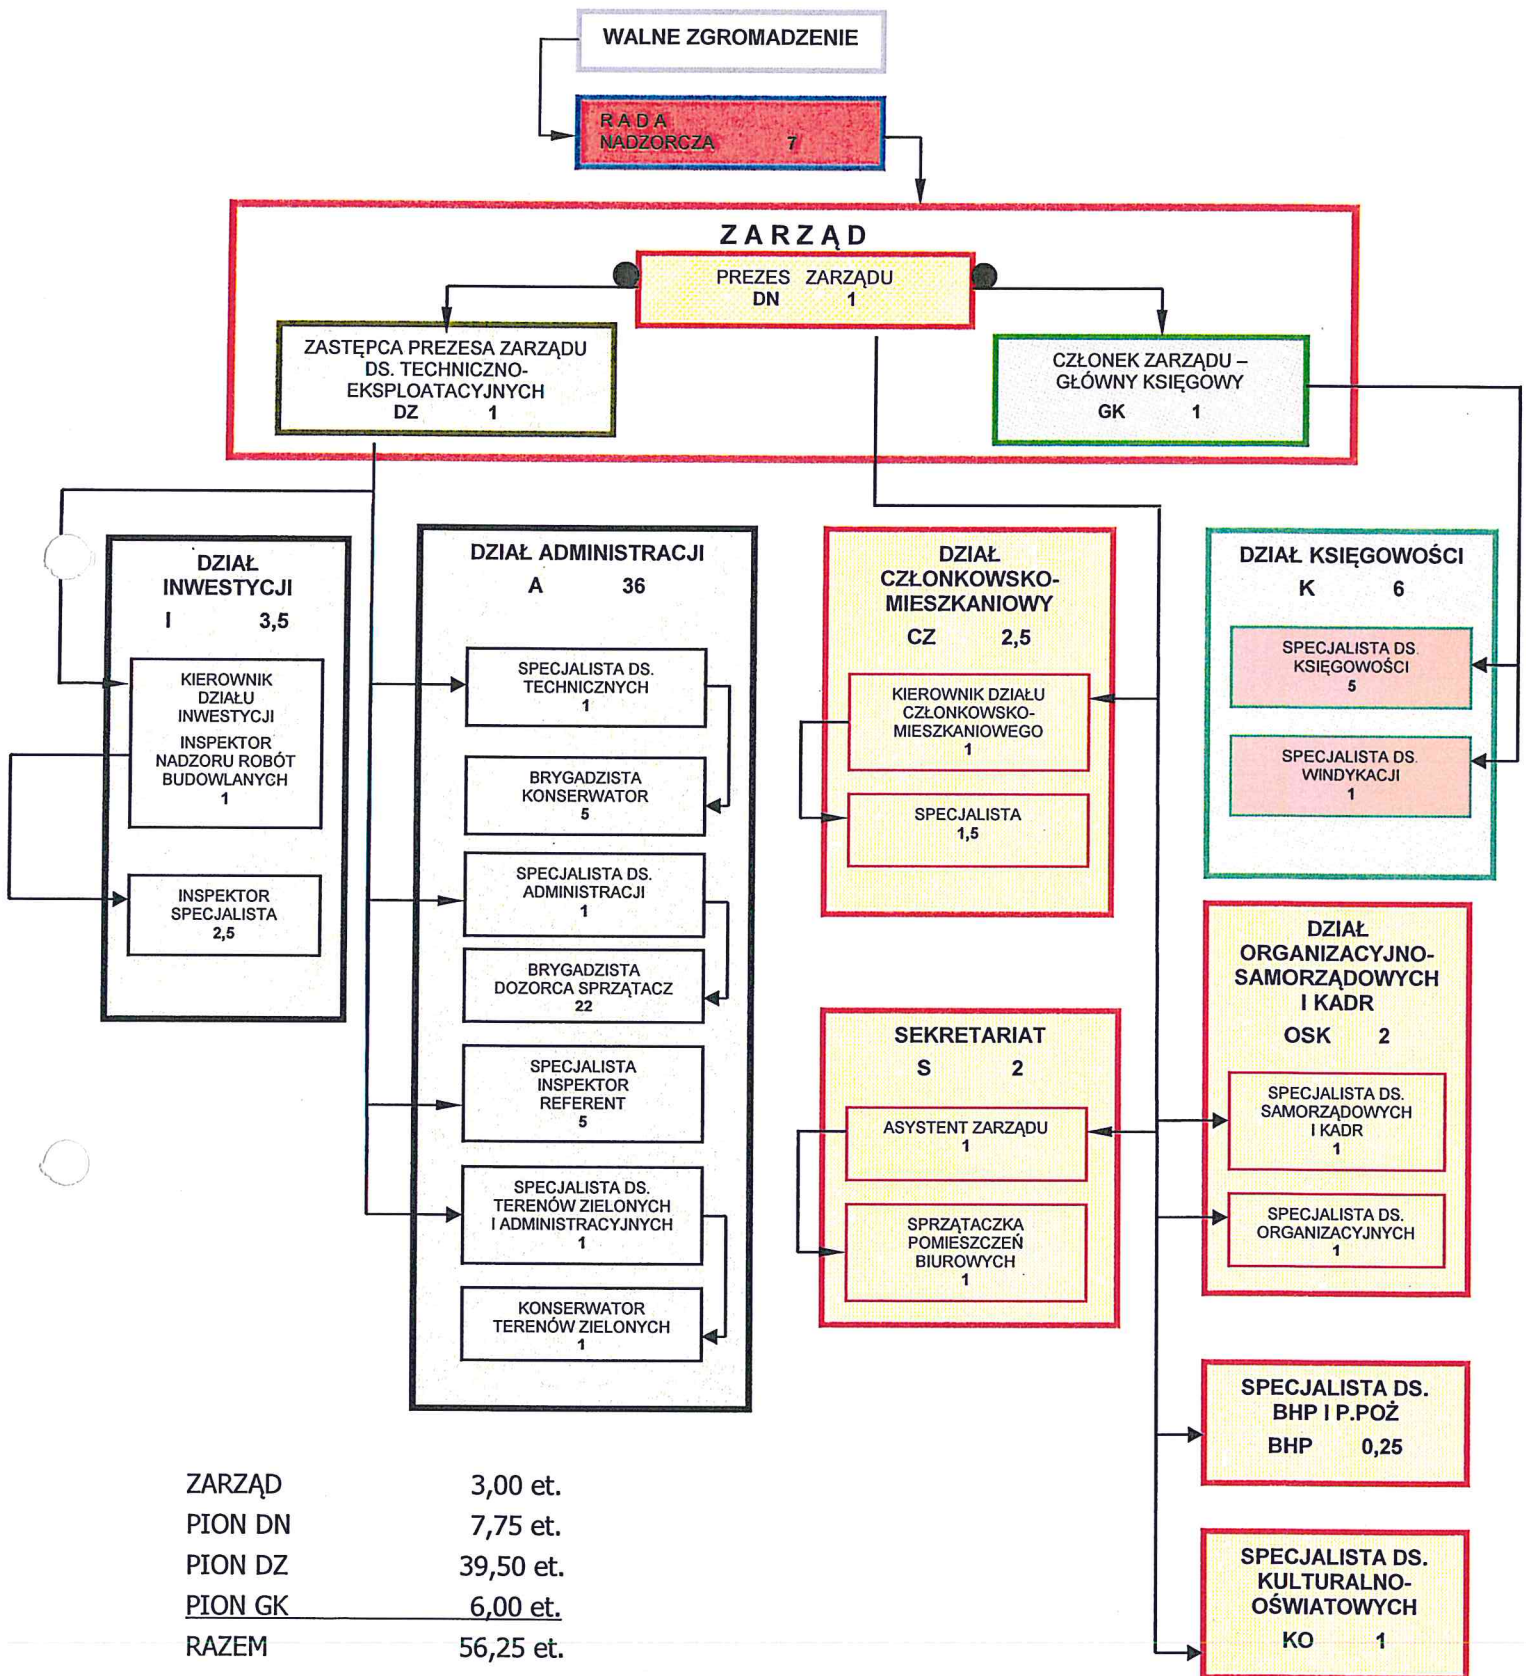 WALNE ZGROMADZENIE
R A D A
NADZORCZA 7
Z A R Z Ą D
PREZES ZARZĄDU
DN 1
ZASTĘPCA PREZESA ZARZĄDU
DS. TECHNICZNO-
EKSPLOATACYJNYCH
DZ 1
CZŁONEK ZARZĄDU –
GŁÓWNY KSIĘGOWY
GK 1
DZIAŁ
INWESTYCJI
I 3,5
KIEROWNIK
DZIAŁU
INWESTYCJI
INSPEKTOR
NADZORU ROBÓT
BUDOWLANYCH
1
INSPEKTOR
SPECJALISTA
2,5
DZIAŁ ADMINISTRACJI
A 36
SPECJALISTA DS.
TECHNICZNYCH
1
BRYGADZISTA
KONSERWATOR
5
SPECJALISTA DS.
ADMINISTRACJI
1
BRYGADZISTA
DOZORCA SPRZĄTACZ
22
SPECJALISTA
INSPEKTOR
REFERENT
5
SPECJALISTA DS.
TERENÓW ZIELONYCH
I ADMINISTRACYJNYCH
1
KONSERWATOR
TERENÓW ZIELONYCH
1
DZIAŁ
CZŁONKOWSKO-
MIESZKANIOWY
CZ 2,5
KIEROWNIK DZIAŁU
CZŁONKOWSKO-
MIESZKANIOWEGO
1
SPECJALISTA
1,5
SEKRETARIAT
S 2
ASYSTENT ZARZĄDU
1
SPRZĄTACZKA
POMIESZCZEŃ
BIUROWYCH
1
DZIAŁ KSIĘGOWOŚCI
K 6
SPECJALISTA DS.
KSIĘGOWOŚCI
5
SPECJALISTA DS.
WINDYKACJI
1
DZIAŁ
ORGANIZACYJNO-
SAMORZĄDOWYCH
I KADR
OSK 2
SPECJALISTA DS.
SAMORZĄDOWYCH
I KADR
1
SPECJALISTA DS.
ORGANIZACYJNYCH
1
SPECJALISTA DS.
BHP I P.POŻ
BHP 0,25
SPECJALISTA DS.
KULTURALNO-
OŚWIATOWYCH
KO 1
ZARZĄD 3,00 et.
PION DN 7,75 et.
PION DZ 39,50 et.
PION GK 6,00 et.
RAZEM 56,25 et.